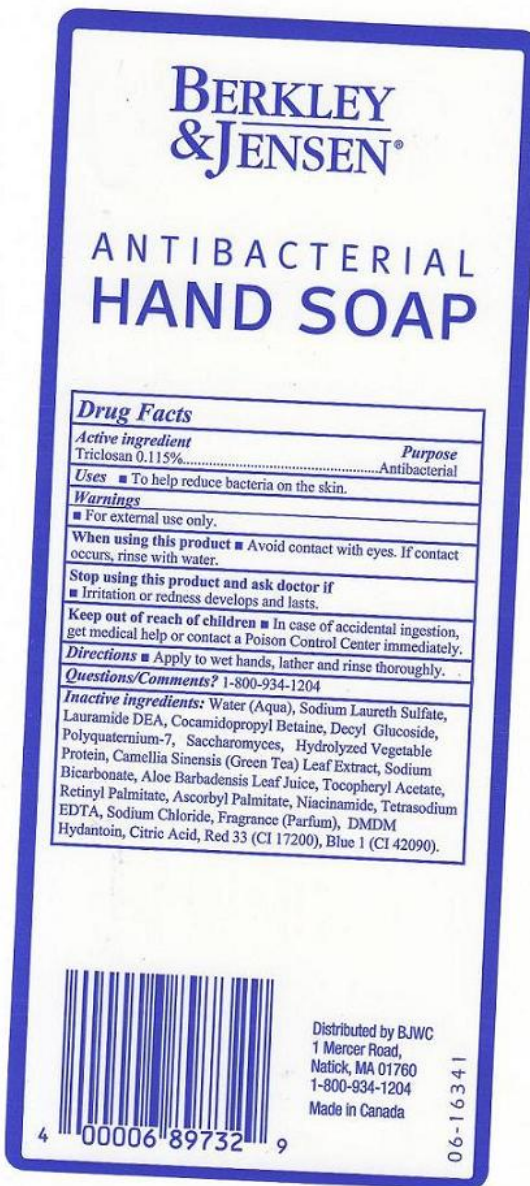 BERKLEY
&JENSEN®
ANTIBACTERIAL
HAND SOAP
Drug Facts
Active ingredient Purpose
Triclosan 0.115%..........................................................Antibacterial
Uses ■ To help reduce bacteria on the skin.
Warnings
■ For external use only.
When using this product ■ Avoid contact with eyes. If contact
occurs, rinse with water.
Stop using this product and ask doctor if
■ Irritation or redness develops and lasts.
Keep out of reach of children ■ In case of accidental ingestion,
get medical help or contact a Poison Control Center immediately.
Directions ■ Apply to wet hands, lather and rinse thoroughly.
Questions/Comments? 1-800-934-1204
Inactive ingredients: Water (Aqua), Sodium Laureth Sulfate,
Lauramide DEA, Cocamidopropyl Betaine, Decyl Glucoside,
Polyquaternium-7, Saccharomyces, Hydrolyzed Vegetable
Protein, Camellia Sinensis (Green Tea) Leaf Extract, Sodium
Bicarbonate, Aloe Barbadensis Leaf Juice, Tocopheryl Acetate,
Retinyl Palmitate, Ascorbyl Palmitate, Niacinamide, Tetrasodium
EDTA, Sodium Chloride, Fragrance (Parfum), DMDM
Hydantoin, Citric Acid, Red 33 (CI 17200), Blue 1 (CI 42090).
4 00006 89732 9
Distributed by BJWC
1 Mercer Road,
Natick, MA 01760
1-800-934-1204
Made in Canada
06-16341